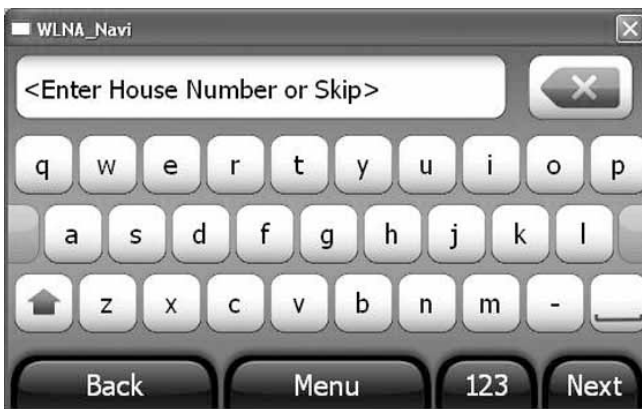 WLNA_Navi
<Enter House Number or Skip>
q w e r t y u i o p
a s d f g h j k l
z x c v b n m -
Back Menu 123 Next